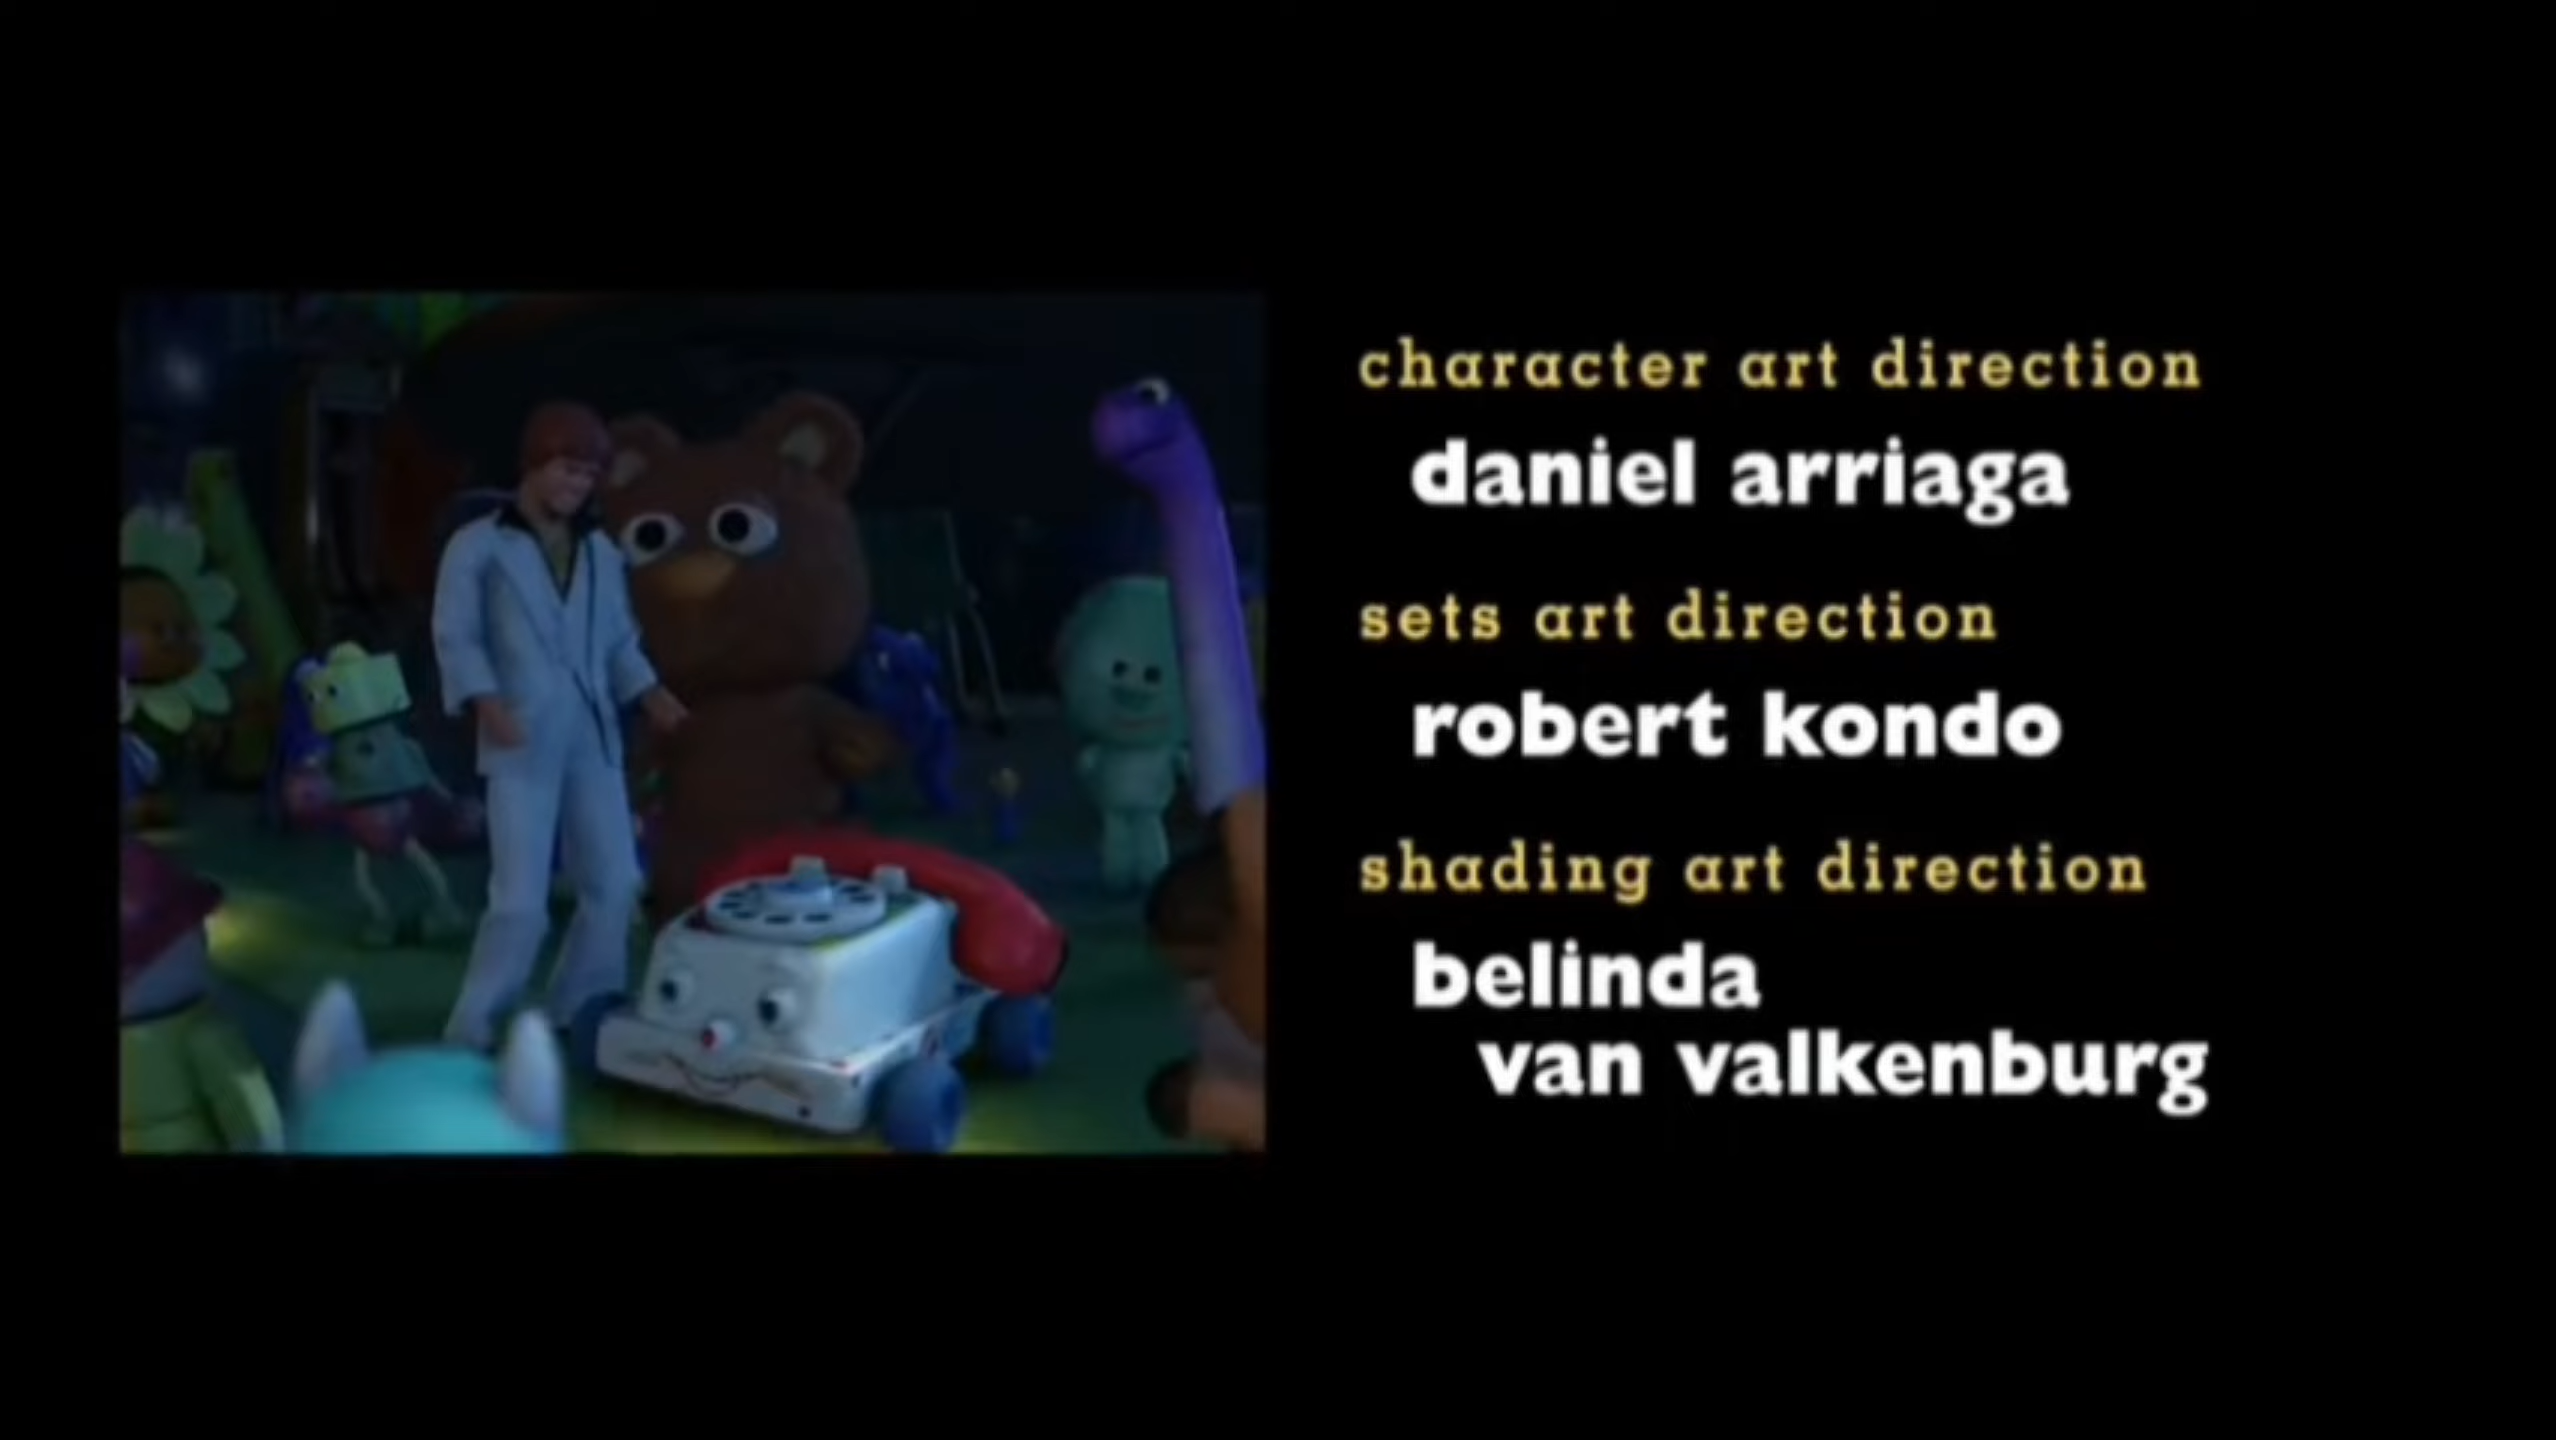 character art direction
daniel arriaga
sets art direction
robert kondo
shading art direction
belinda
van valkenburg